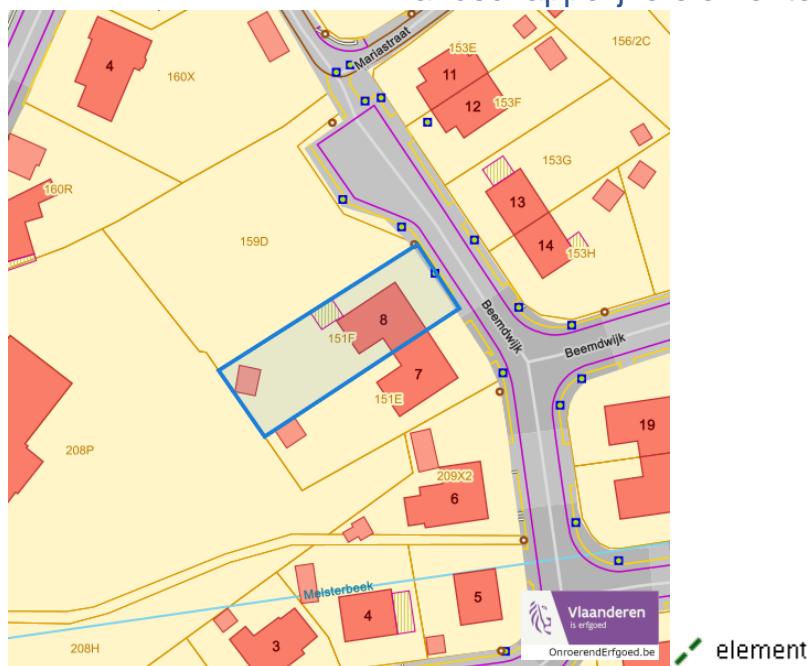 Mariastraat
153E
156/2C
4
160X
11
12
153F
153G
160R
13
14
153H
159D
Beemdwijk
8
151F
Beemdwijk
7
151E
19
208P
209X2
6
Melsterbeek
4
5
3
208H
Vlaanderen
is erfgoed
OnroerendErfgoed.be
element